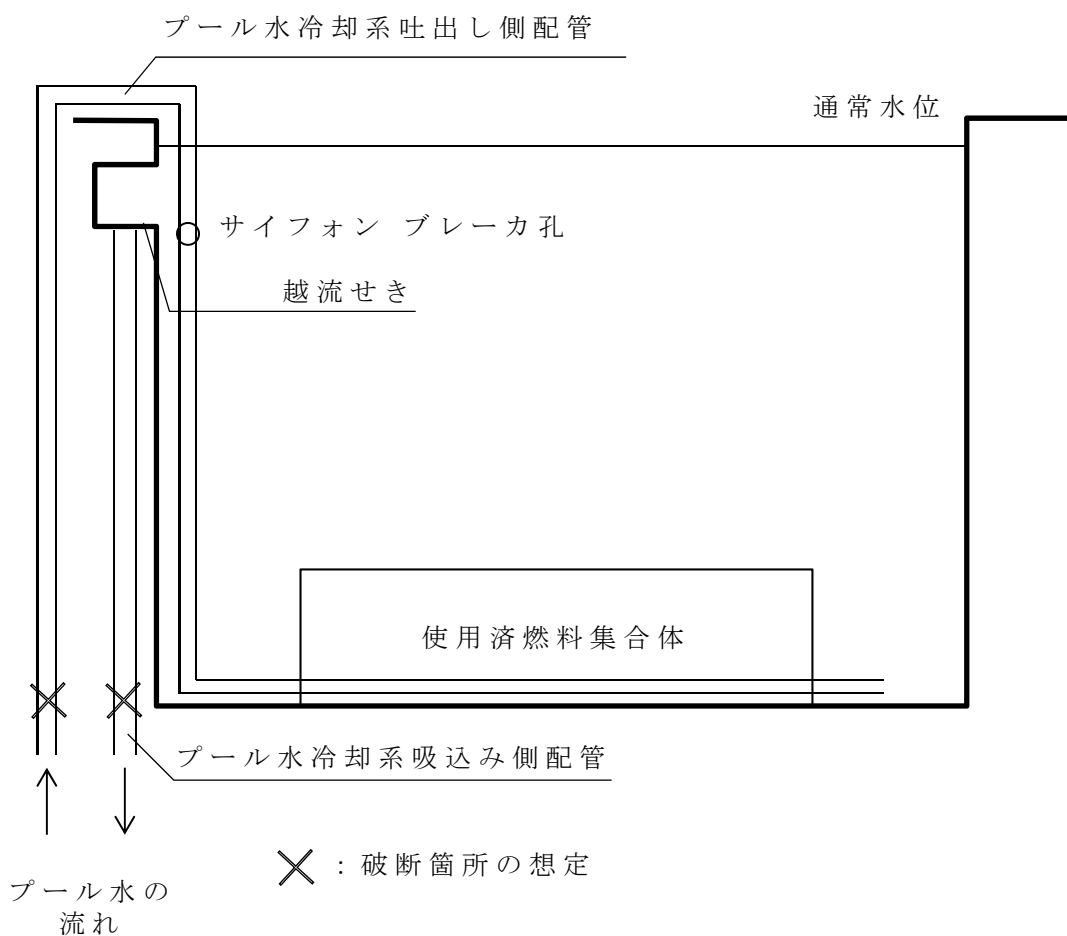 プール水冷却系吐出し側配管
通常水位
サイフォン ブレーカ孔
越流せき
使用済燃料集合体
プール水冷却系吸込み側配管
：破断箇所の想定
プール水の
流れ